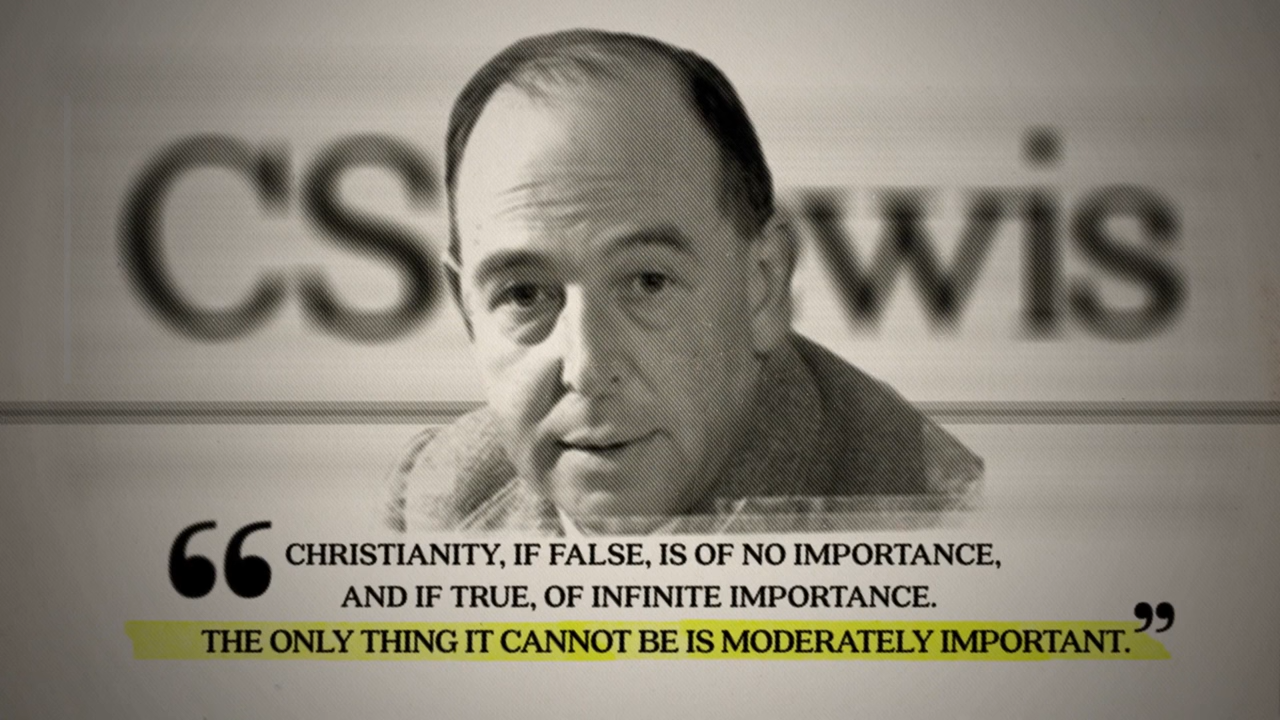 CS wis
“CHRISTIANITY, IF FALSE, IS OF NO IMPORTANCE,
AND IF TRUE, OF INFINITE IMPORTANCE.
THE ONLY THING IT CANNOT BE IS MODERATELY IMPORTANT.”